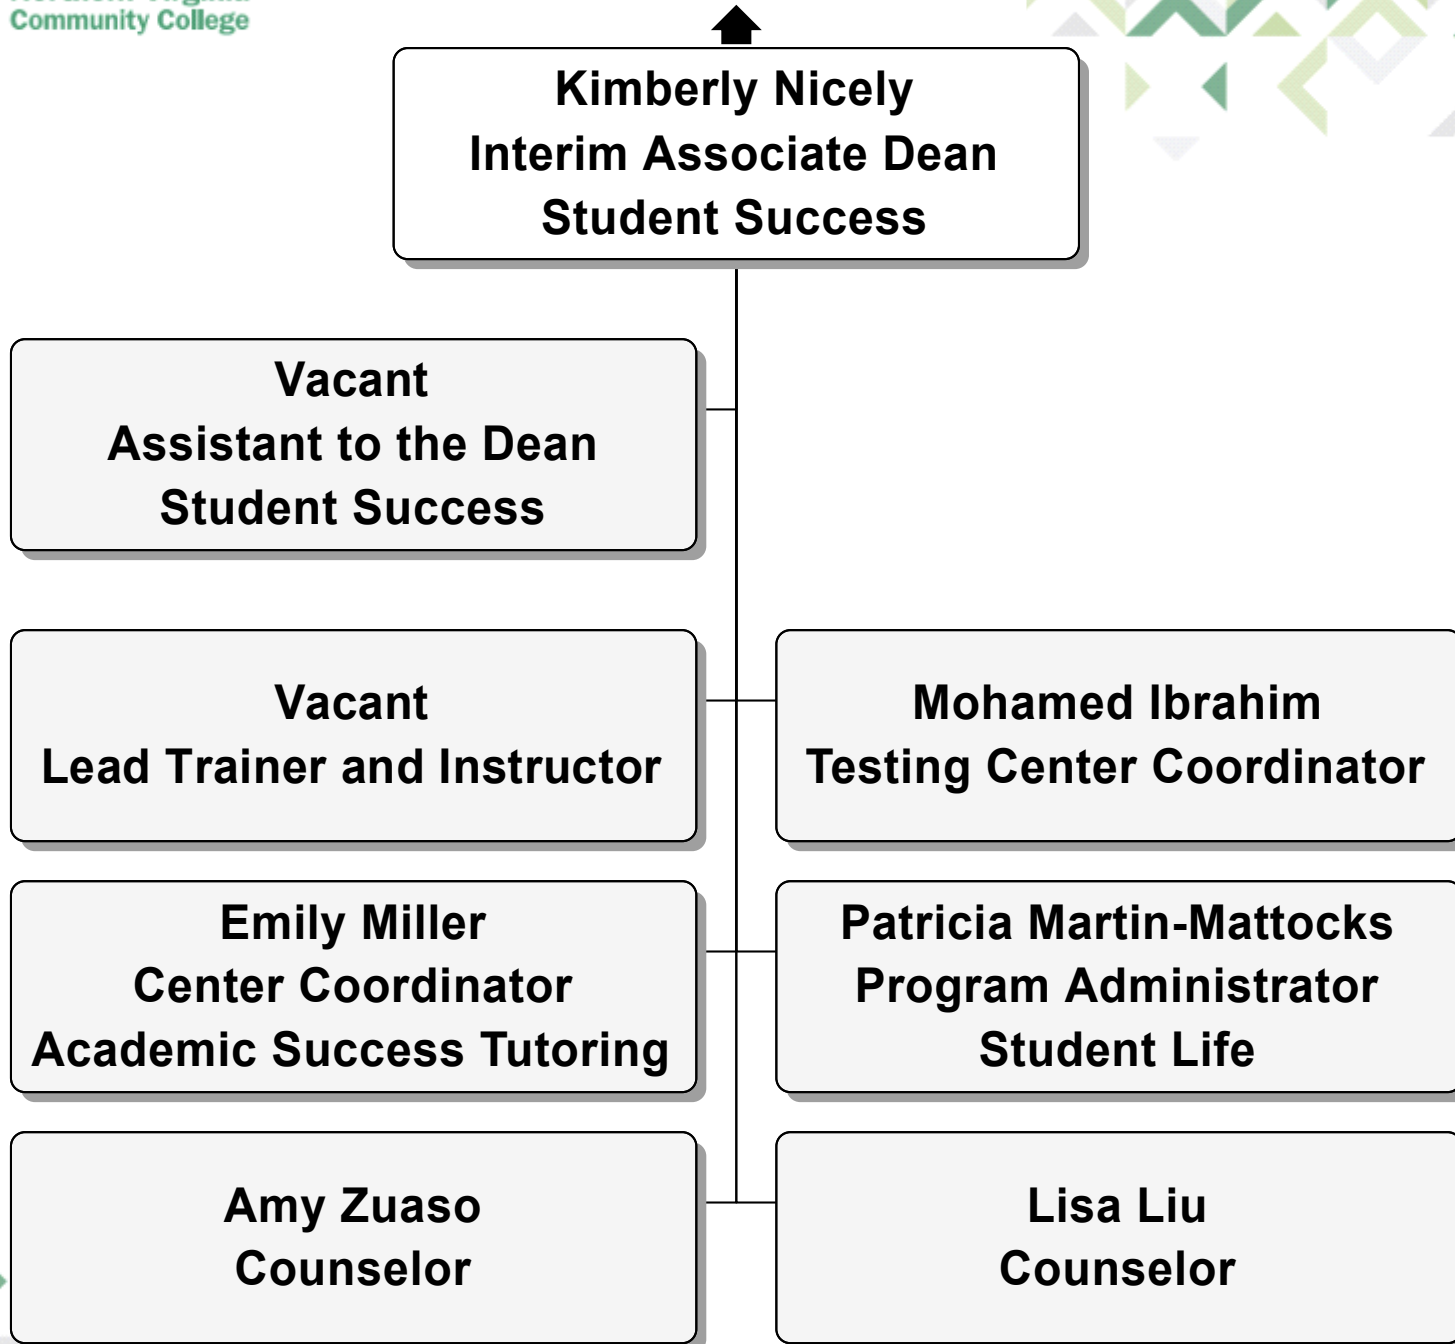 Community College
Kimberly Nicely
Interim Associate Dean
Student Success
Vacant
Assistant to the Dean
Student Success
Vacant
Lead Trainer and Instructor
Mohamed Ibrahim
Testing Center Coordinator
Emily Miller
Center Coordinator
Academic Success Tutoring
Patricia Martin-Mattocks
Program Administrator
Student Life
Amy Zuaso
Counselor
Lisa Liu
Counselor